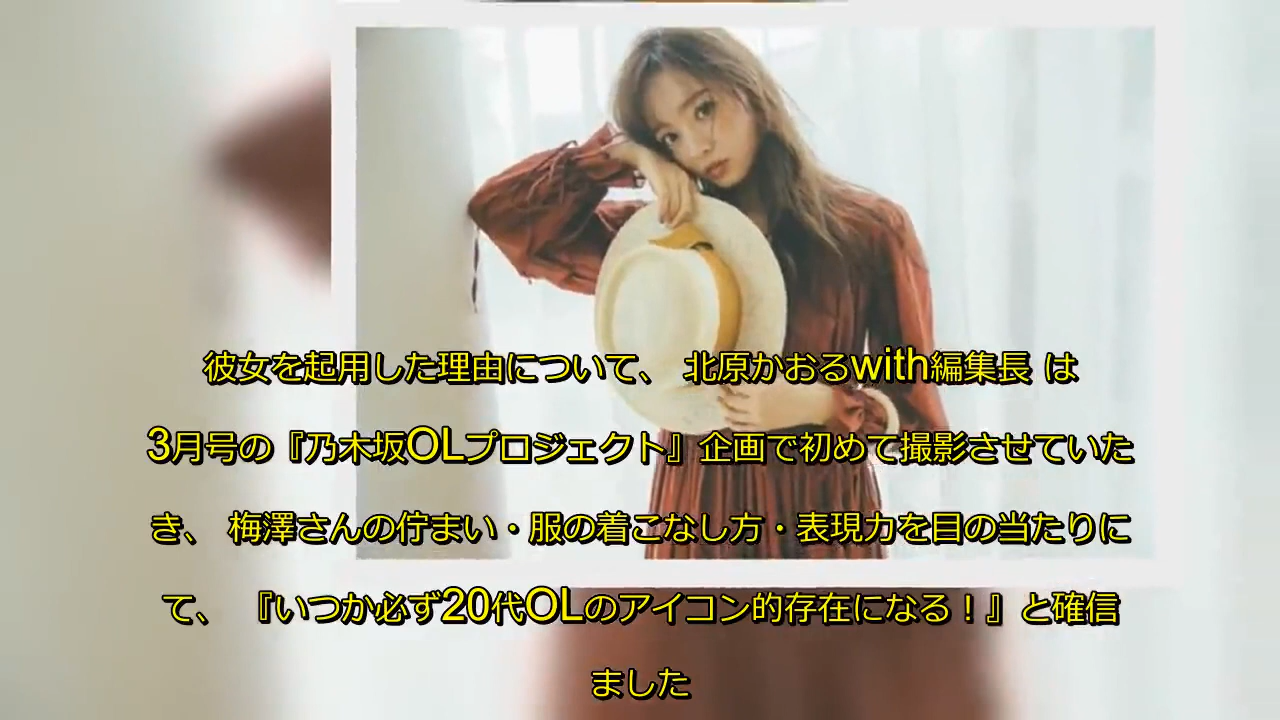 彼女を起用した理由について、 北原かおるwith編集長 は
3月号の『乃木坂OLプロジェクト』企画で初めて撮影させていた
き、 梅澤さんの佇まい・服の着こなし方・表現力を目の当たりに
て、 『いつか必ず20代OLのアイコン的存在になる！』と確信
ました